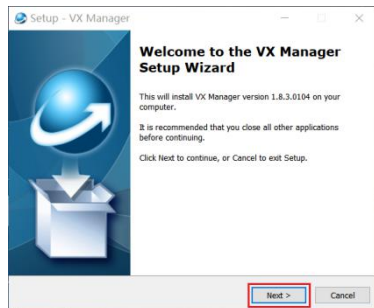 Setup - VX Manager
Welcome to the VX Manager
Setup Wizard
This will install VX Manager version 1.8.3.0104 on your
computer.
It is recommended that you close all other applications
before continuing.
Click Next to continue, or Cancel to exit Setup.
Next >
Cancel